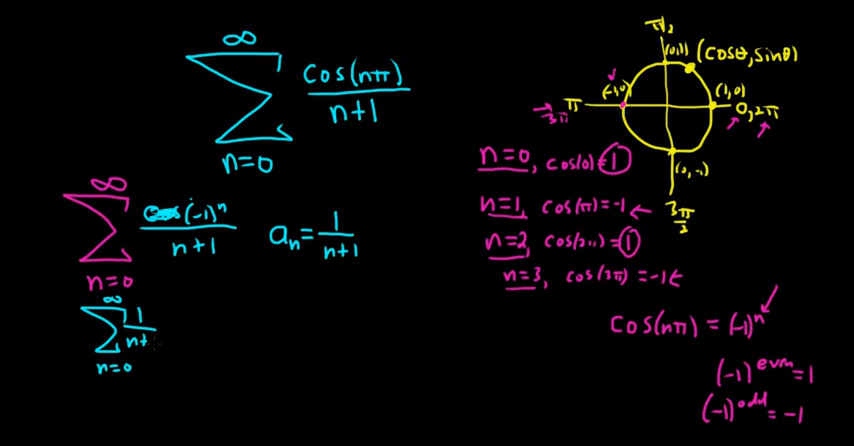 ∞
∑ cos(nπ)/(n+1)
n=0
∞
∑ (-1)ⁿ/(n+1)  aₙ = 1/(n+1)
n=0
∞
∑ 1/(n+
n=0
π/2
(0,1) (cosθ, sinθ)
π (-1,0) (1,0) 0, 2π
→ 3π
(0,-1)
3π/2
n=0, cos(0)=1
n=1, cos(π)=-1 ←
n=2, cos(2π)=1
n=3, cos(3π)=-1 ←
cos(nπ) = (-1)ⁿ
(-1)^even = 1
(-1)^odd = -1